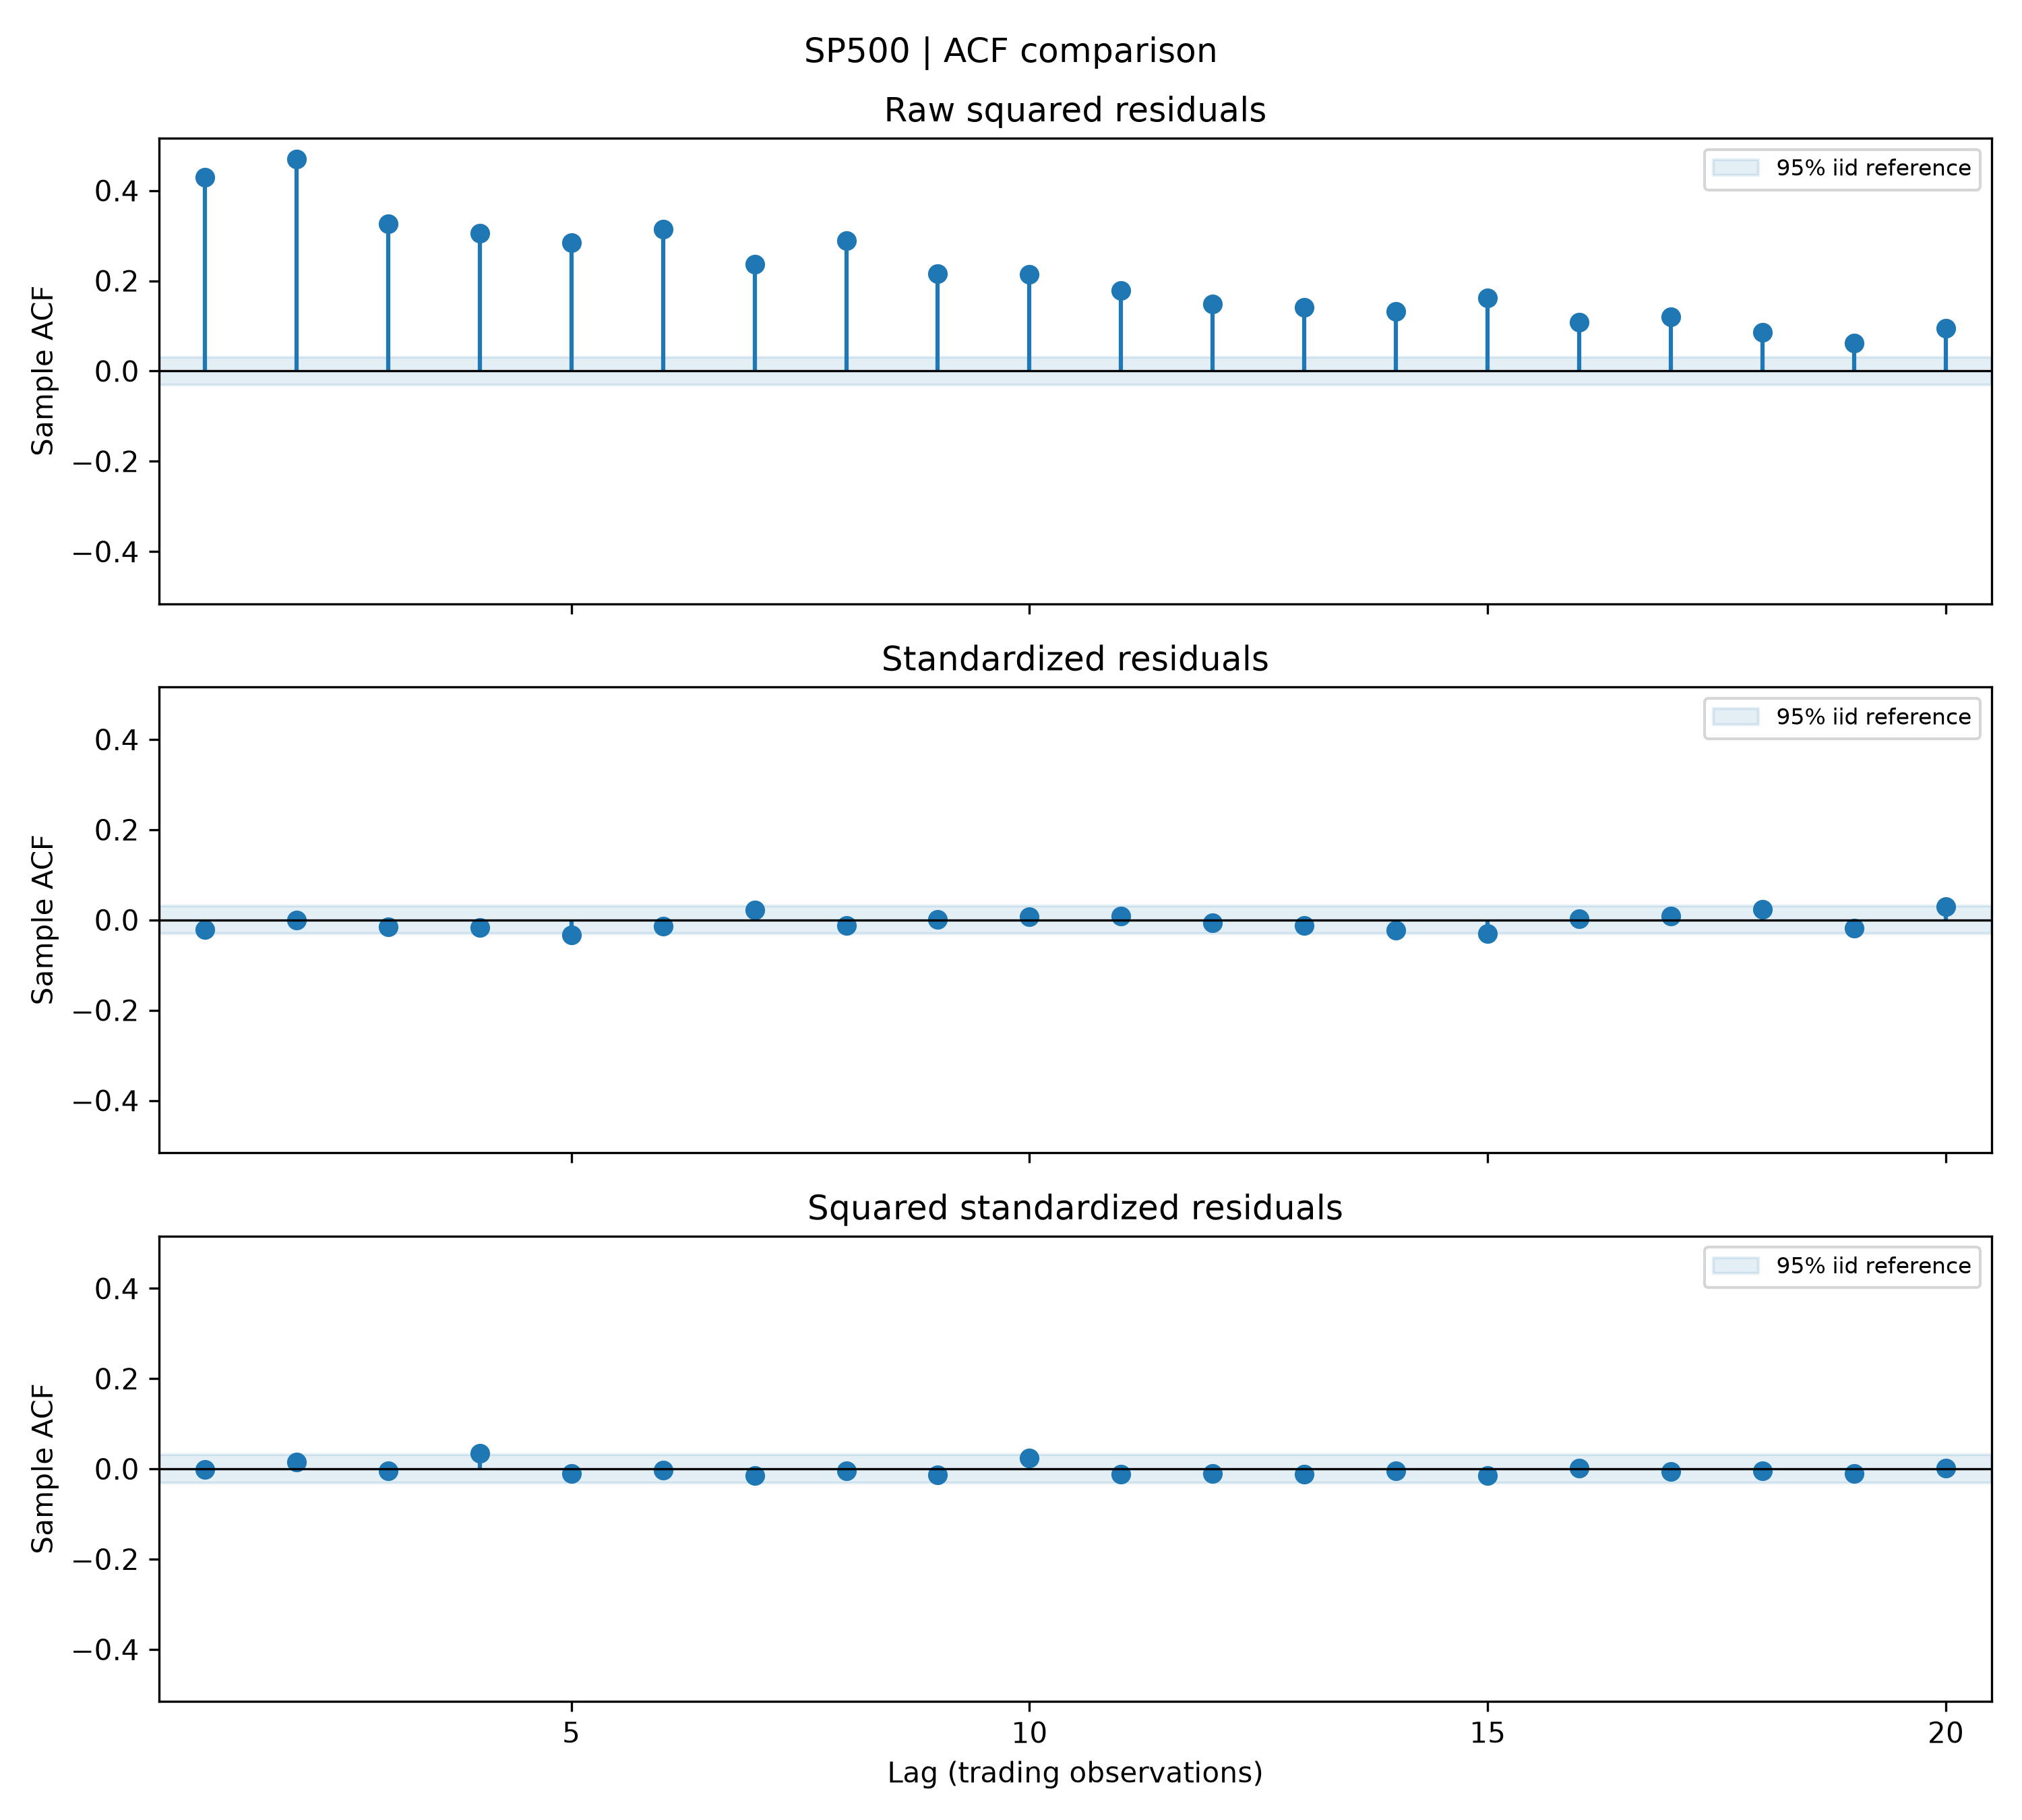 SP500 | ACF comparison
Raw squared residuals
95% iid reference
Sample ACF
0.4
0.2
0.0
−0.2
−0.4
Standardized residuals
95% iid reference
Sample ACF
0.4
0.2
0.0
−0.2
−0.4
Squared standardized residuals
95% iid reference
Sample ACF
0.4
0.2
0.0
−0.2
−0.4
5 10 15 20
Lag (trading observations)